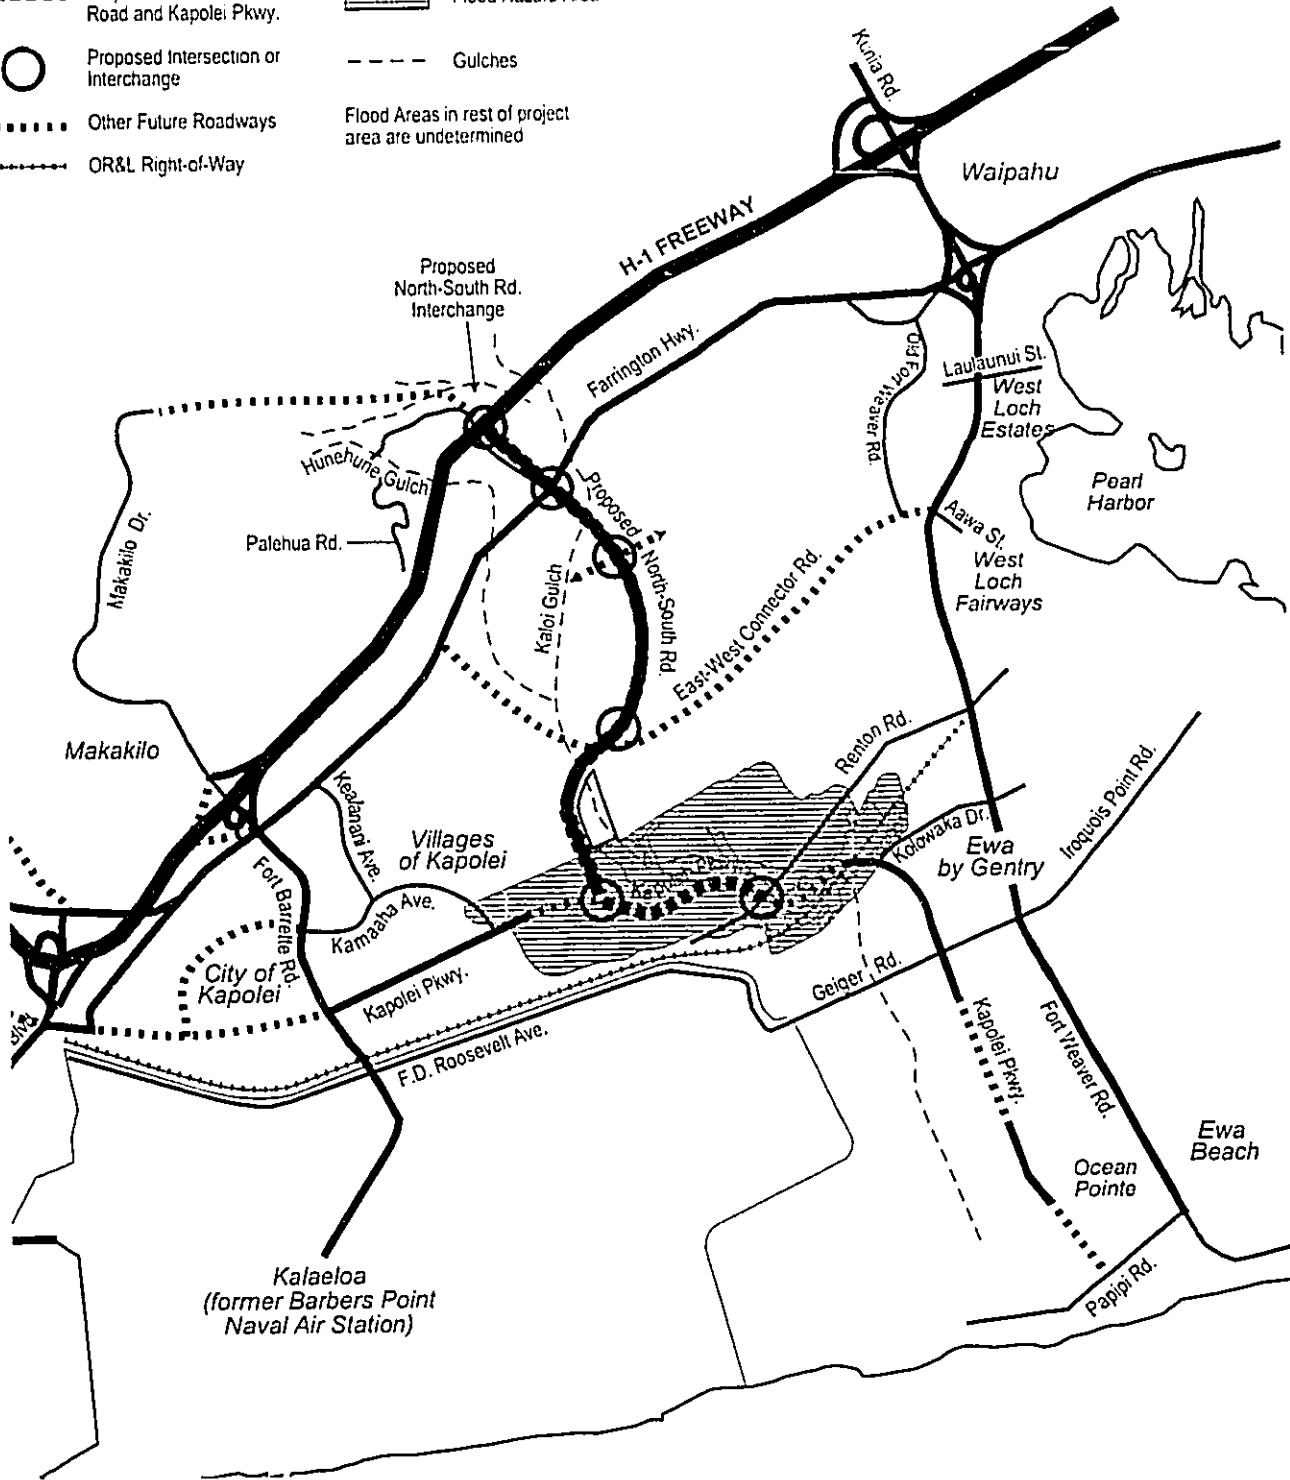 Road and Kapolei Pkwy.
Proposed Intersection or
Interchange
Gulches
Other Future Roadways
Flood Areas in rest of project
area are undetermined
OR&L Right-of-Way
Kunia Rd.
Waipahu
H-1 FREEWAY
Proposed
North-South Rd.
Interchange
Farrington Hwy.
Old Fort Weaver Rd.
Laulaunui St.
West
Loch
Estates
Pearl
Harbor
Hunehune Gulch
Makakilo Dr.
Palehua Rd.
Proposed North-South Rd.
Kaloi Gulch
Aawa St.
West
Loch
Fairways
East-West Connector Rd.
Makakilo
Renton Rd.
Iroquois Point Rd.
Kealanani Ave.
Villages
of Kapolei
Kolowaka Dr.
Ewa
by Gentry
Fort Barrette Rd.
Kamaaha Ave.
City of
Kapolei
Kapolei Pkwy.
Geiger Rd.
Blvd.
F.D. Roosevelt Ave.
Kapolei Pkwy.
Fort Weaver Rd.
Ewa
Beach
Ocean
Pointe
Kalaeloa
(former Barbers Point
Naval Air Station)
Papipi Rd.